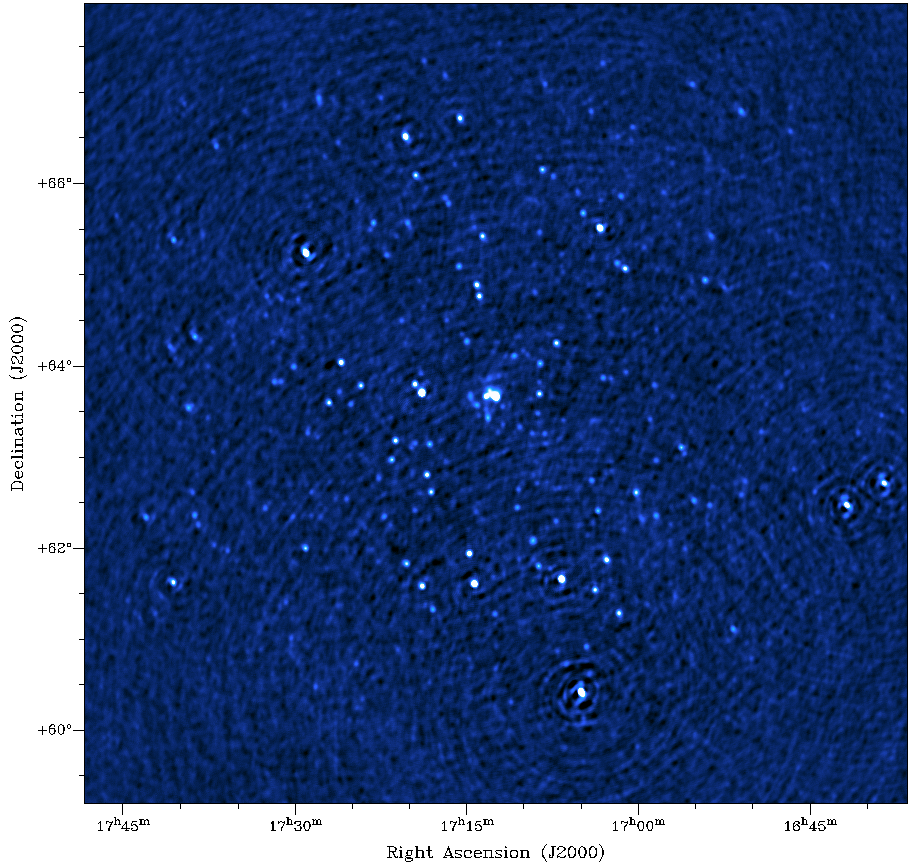 +66°
+64°
+62°
+60°
Declination (J2000)
17ʰ45ᵐ 17ʰ30ᵐ 17ʰ15ᵐ 17ʰ00ᵐ 16ʰ45ᵐ
Right Ascension (J2000)